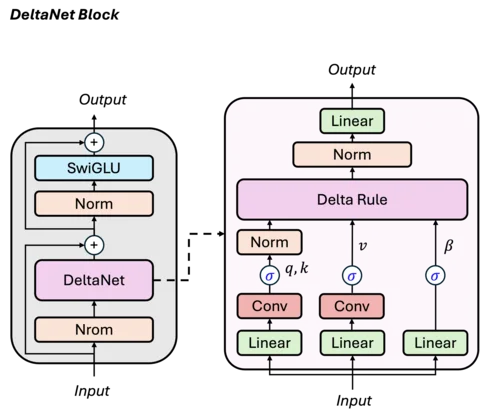 DeltaNet Block
Output
+
SwiGLU
Norm
+
DeltaNet
Nrom
Input
Output
Linear
Norm
Delta Rule
Norm
σ q, k
σ v
σ β
Conv Conv
Linear Linear Linear
Input